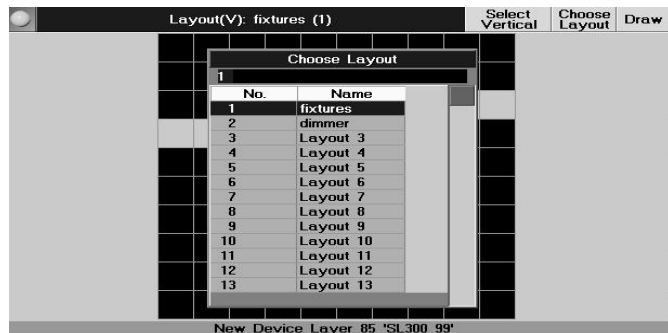 Layout(V): fixtures (1)
Select Vertical
Choose Layout
Draw
Choose Layout
1
No. Name
1 fixtures
2 dimmer
3 Layout 3
4 Layout 4
5 Layout 5
6 Layout 6
7 Layout 7
8 Layout 8
9 Layout 9
10 Layout 10
11 Layout 11
12 Layout 12
13 Layout 13
New Device Layer 85 'SL300 99'